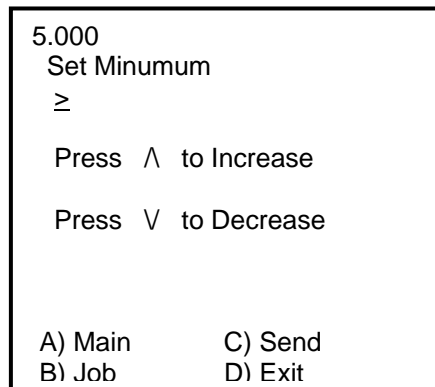 5.000
Set Minumum
≥
Press /\ to Increase
Press \/ to Decrease
A) Main C) Send
B) Job D) Exit